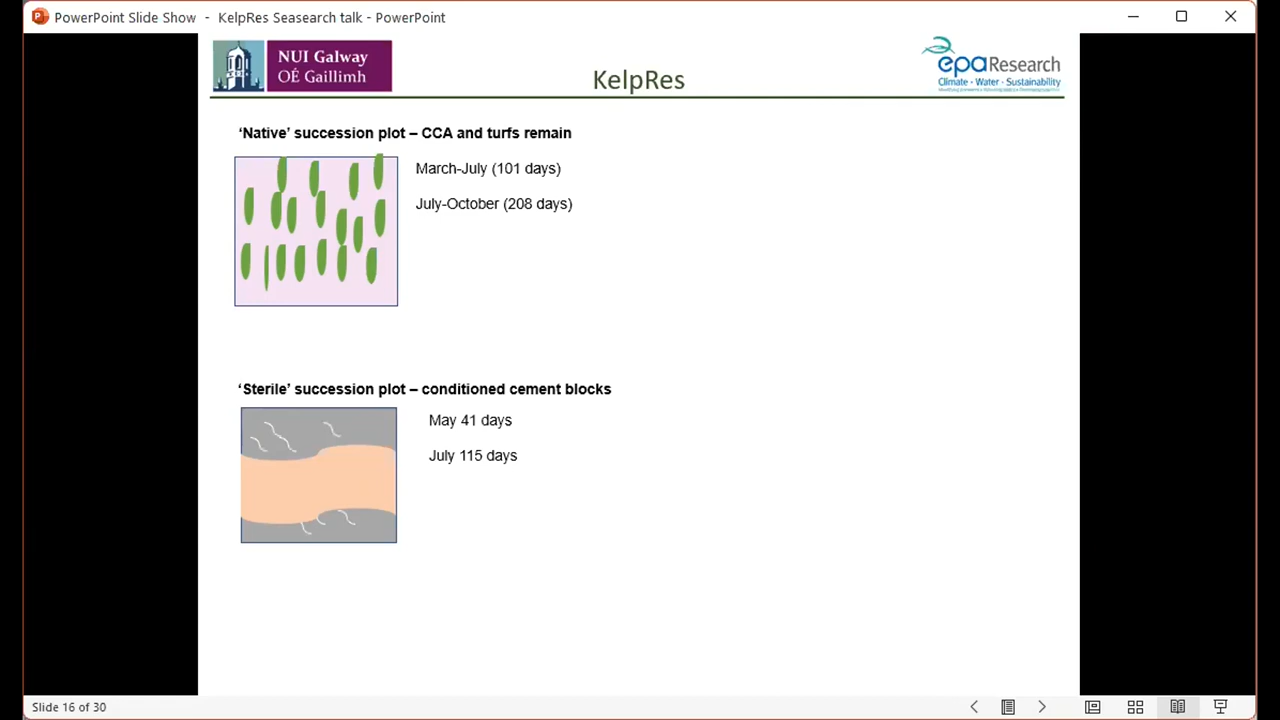 PowerPoint Slide Show - KelpRes Seasearch talk - PowerPoint
NUI Galway
OÉ Gaillimh
KelpRes
epaResearch
Climate - Water - Sustainability
‘Native’ succession plot – CCA and turfs remain
March-July (101 days)
July-October (208 days)
‘Sterile’ succession plot – conditioned cement blocks
May 41 days
July 115 days
Slide 16 of 30